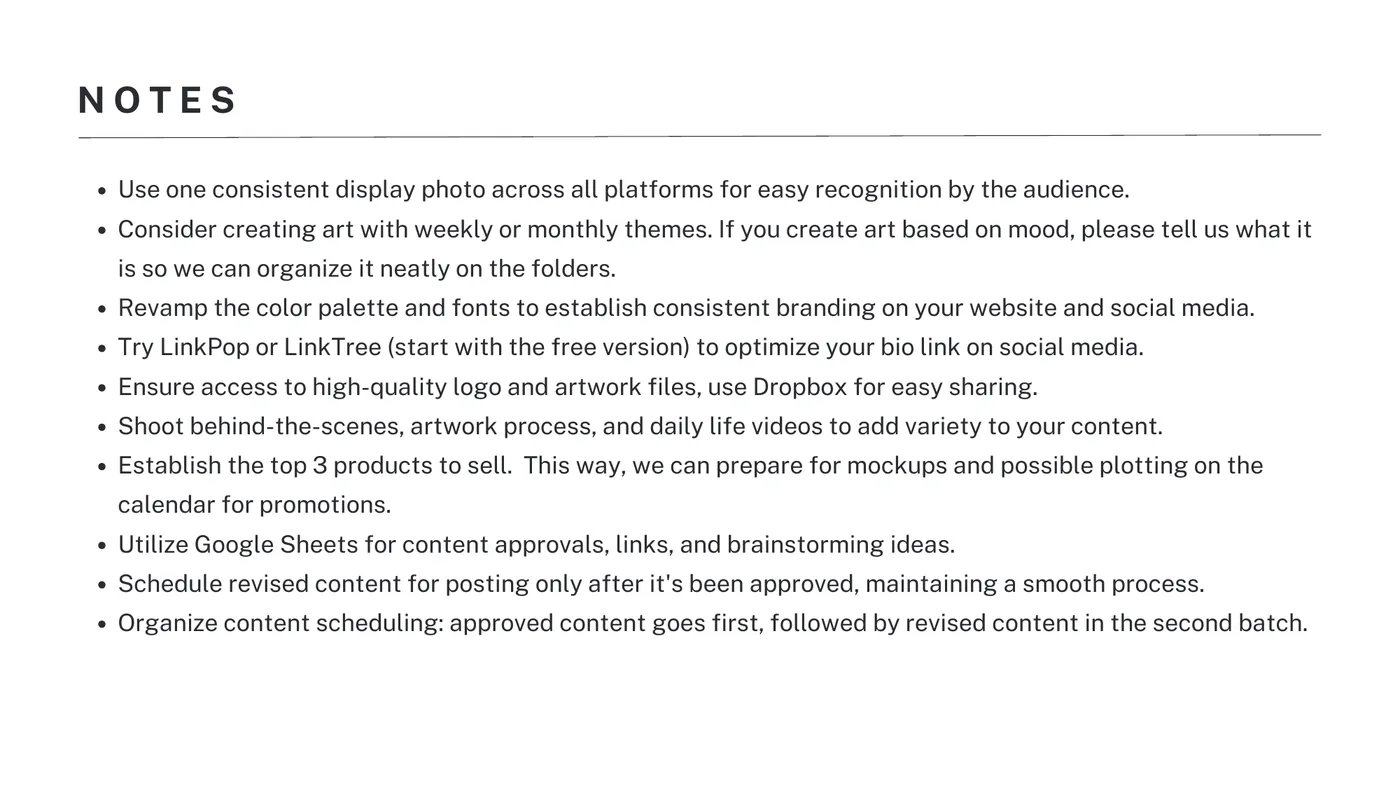 NOTES
• Use one consistent display photo across all platforms for easy recognition by the audience.
• Consider creating art with weekly or monthly themes. If you create art based on mood, please tell us what it
is so we can organize it neatly on the folders.
• Revamp the color palette and fonts to establish consistent branding on your website and social media.
• Try LinkPop or LinkTree (start with the free version) to optimize your bio link on social media.
• Ensure access to high-quality logo and artwork files, use Dropbox for easy sharing.
• Shoot behind-the-scenes, artwork process, and daily life videos to add variety to your content.
• Establish the top 3 products to sell.  This way, we can prepare for mockups and possible plotting on the
calendar for promotions.
• Utilize Google Sheets for content approvals, links, and brainstorming ideas.
• Schedule revised content for posting only after it's been approved, maintaining a smooth process.
• Organize content scheduling: approved content goes first, followed by revised content in the second batch.